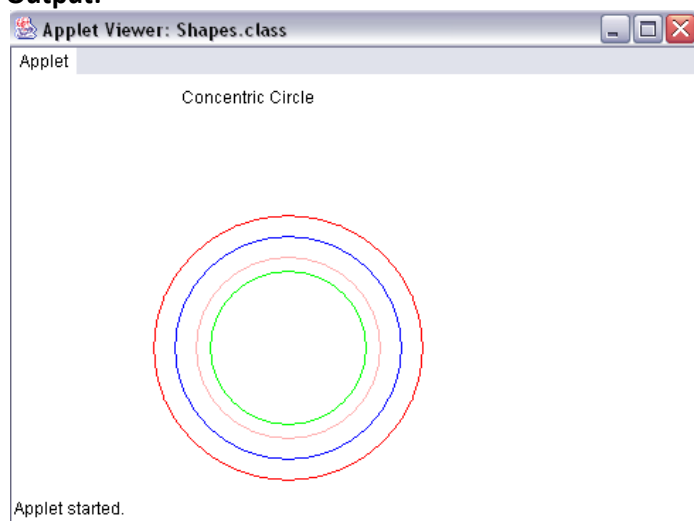 Output:
Applet Viewer: Shapes.class
Applet
Concentric Circle
Applet started.